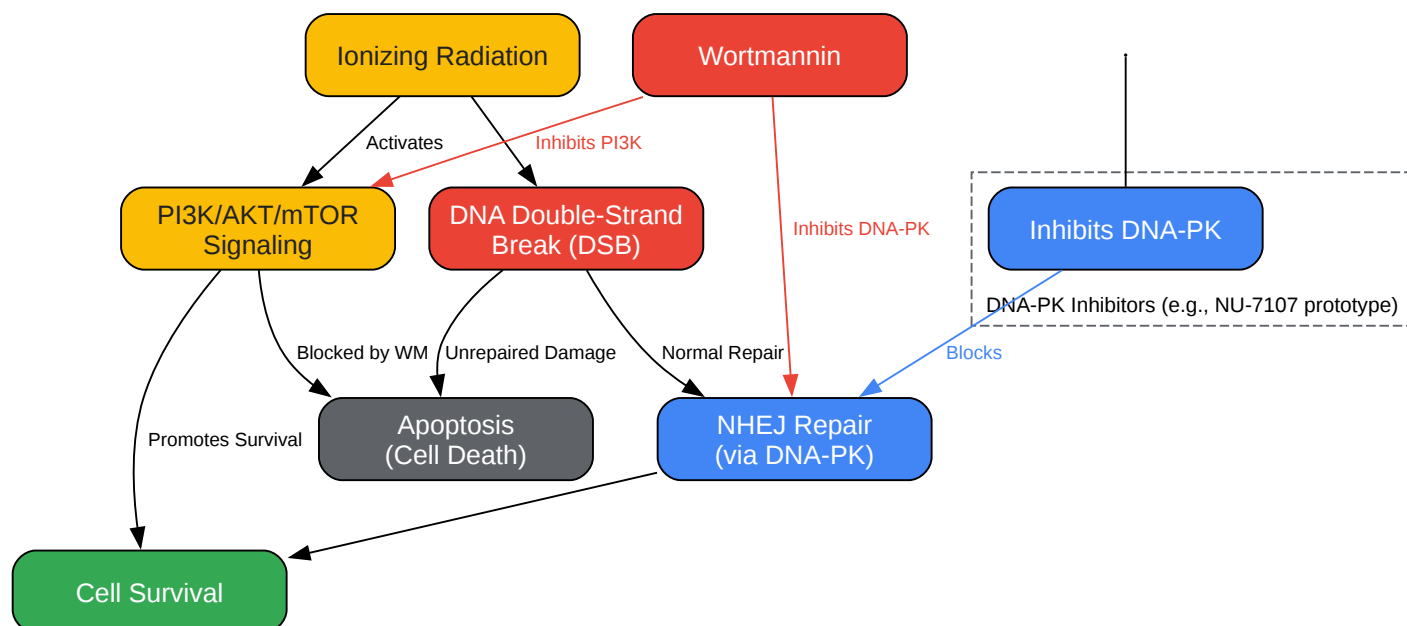 Ionizing Radiation
Wortmannin
Activates
Inhibits PI3K
PI3K/AKT/mTOR
Signaling
DNA Double-Strand
Break (DSB)
Inhibits DNA-PK
Inhibits DNA-PK
DNA-PK Inhibitors (e.g., NU-7107 prototype)
Blocked by WM
Unrepaired Damage
Normal Repair
Blocks
Apoptosis
(Cell Death)
NHEJ Repair
(via DNA-PK)
Promotes Survival
Cell Survival